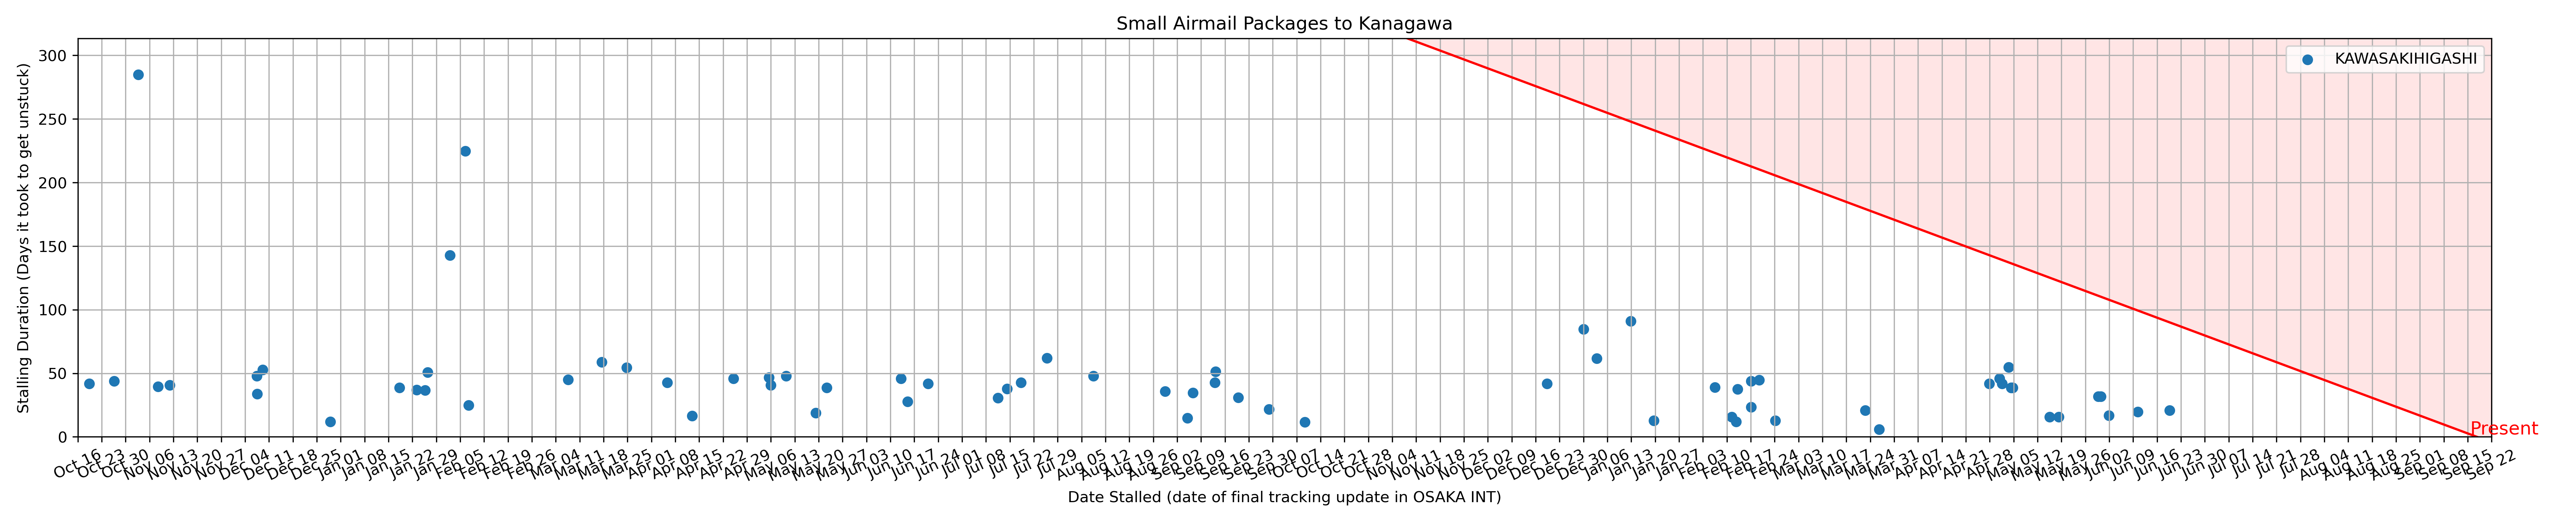 Small Airmail Packages to Kanagawa
Stalling Duration (Days it took to get unstuck)
300
250
200
150
100
50
0
KAWASAKIHIGASHI
Present
Oct 16
Oct 23
Oct 30
Nov 06
Nov 13
Nov 20
Nov 27
Dec 04
Dec 11
Dec 18
Dec 25
Jan 01
Jan 08
Jan 15
Jan 22
Jan 29
Feb 05
Feb 12
Feb 19
Feb 26
Mar 04
Mar 11
Mar 18
Mar 25
Apr 01
Apr 08
Apr 15
Apr 22
Apr 29
May 06
May 13
May 20
May 27
Jun 03
Jun 10
Jun 17
Jun 24
Jul 01
Jul 08
Jul 15
Jul 22
Jul 29
Aug 05
Aug 12
Aug 19
Aug 26
Sep 02
Sep 09
Sep 16
Sep 23
Sep 30
Oct 07
Oct 14
Oct 21
Oct 28
Nov 04
Nov 11
Nov 18
Nov 25
Dec 02
Dec 09
Dec 16
Dec 23
Dec 30
Jan 06
Jan 13
Jan 20
Jan 27
Feb 03
Feb 10
Feb 17
Feb 24
Mar 03
Mar 10
Mar 17
Mar 24
Mar 31
Apr 07
Apr 14
Apr 21
Apr 28
May 05
May 12
May 19
May 26
Jun 02
Jun 09
Jun 16
Jun 23
Jun 30
Jul 07
Jul 14
Jul 21
Jul 28
Aug 04
Aug 11
Aug 18
Aug 25
Sep 01
Sep 08
Sep 15
Sep 22
Date Stalled (date of final tracking update in OSAKA INT)